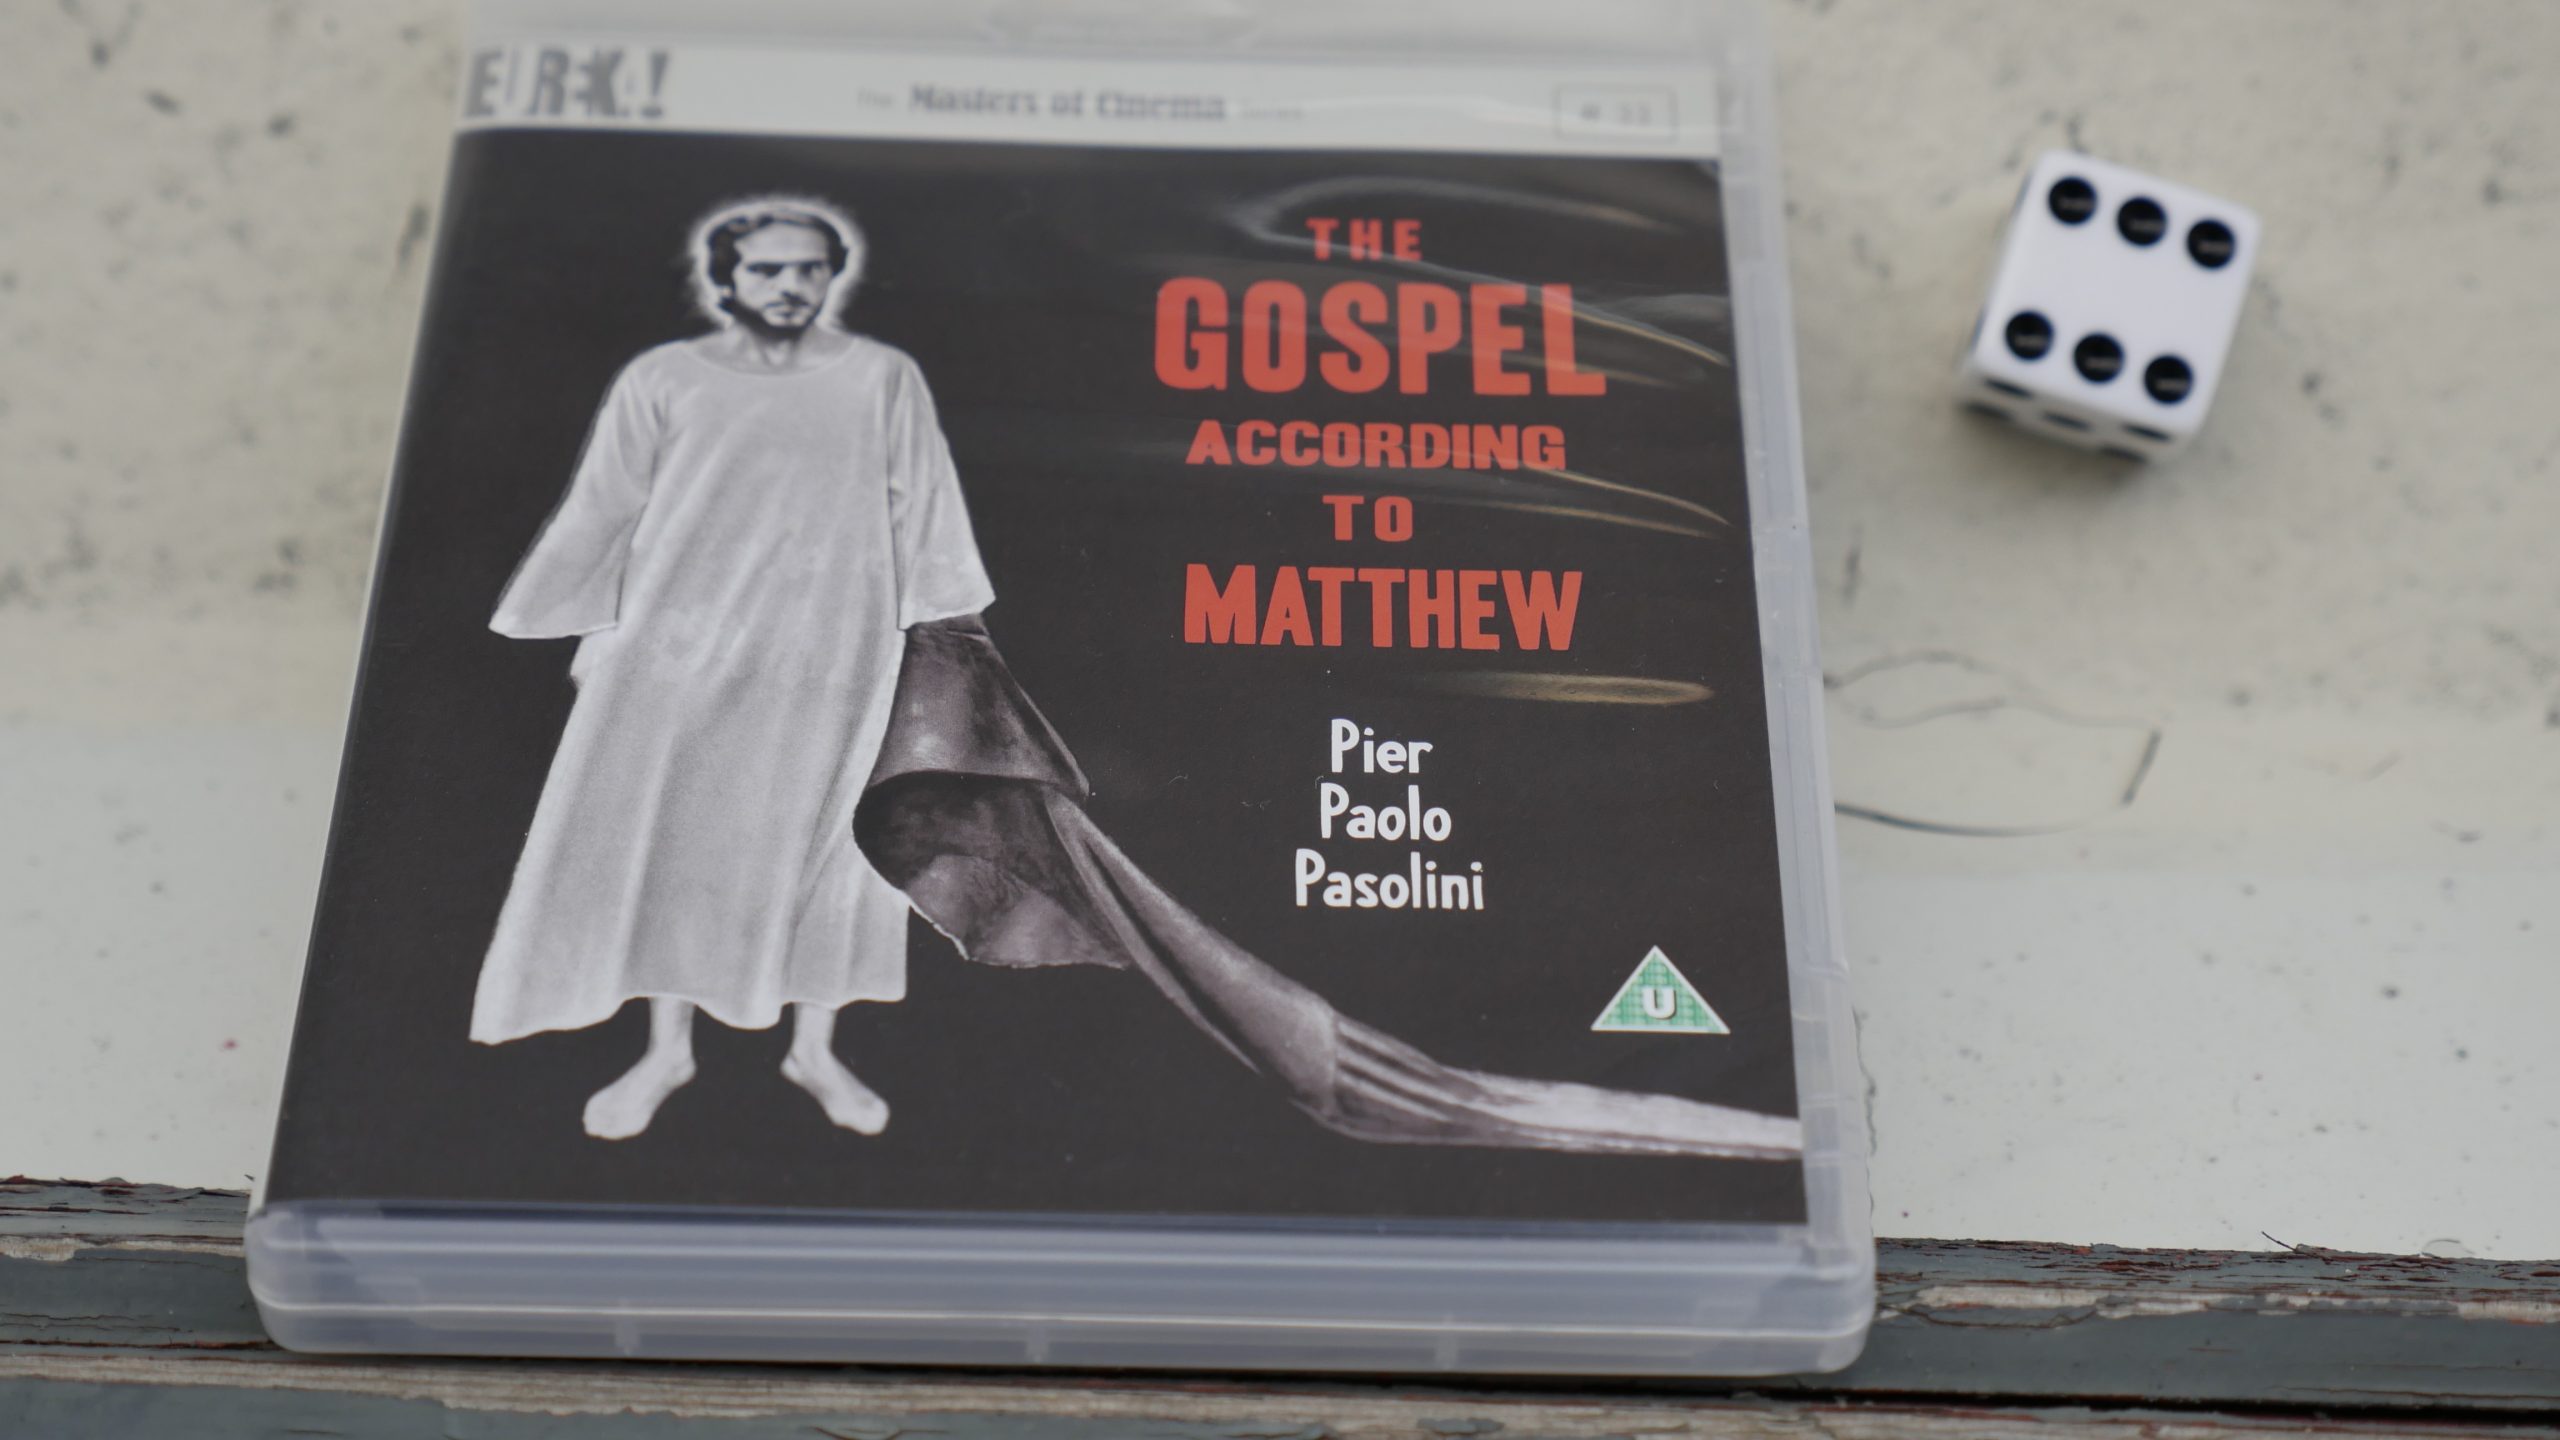 EUREKA!
The Masters of Cinema Series
THE
GOSPEL
ACCORDING
TO
MATTHEW
Pier
Paolo
Pasolini
U